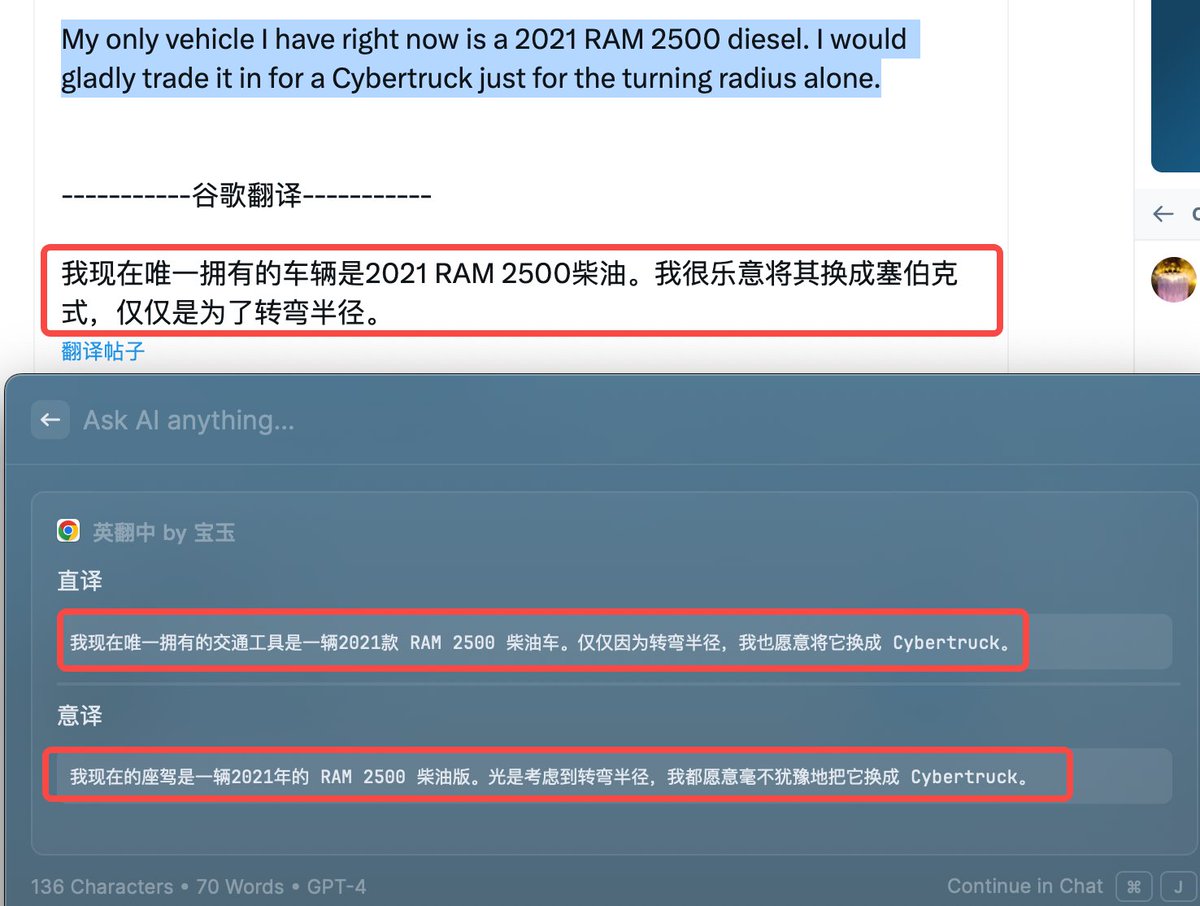 My only vehicle I have right now is a 2021 RAM 2500 diesel. I would
gladly trade it in for a Cybertruck just for the turning radius alone.
-----------谷歌翻译-----------
我现在唯一拥有的车辆是2021 RAM 2500柴油。我很乐意将其换成塞伯克
式，仅仅是为了转弯半径。
翻译帖子
Ask AI anything...
英翻中 by 宝玉
直译
我现在唯一拥有的交通工具是一辆2021款 RAM 2500 柴油车。仅仅因为转弯半径，我也愿意将它换成 Cybertruck。
意译
我现在的座驾是一辆2021年的 RAM 2500 柴油版。光是考虑到转弯半径，我都愿意毫不犹豫地把它换成 Cybertruck。
136 Characters • 70 Words • GPT-4
Continue in Chat ⌘ J